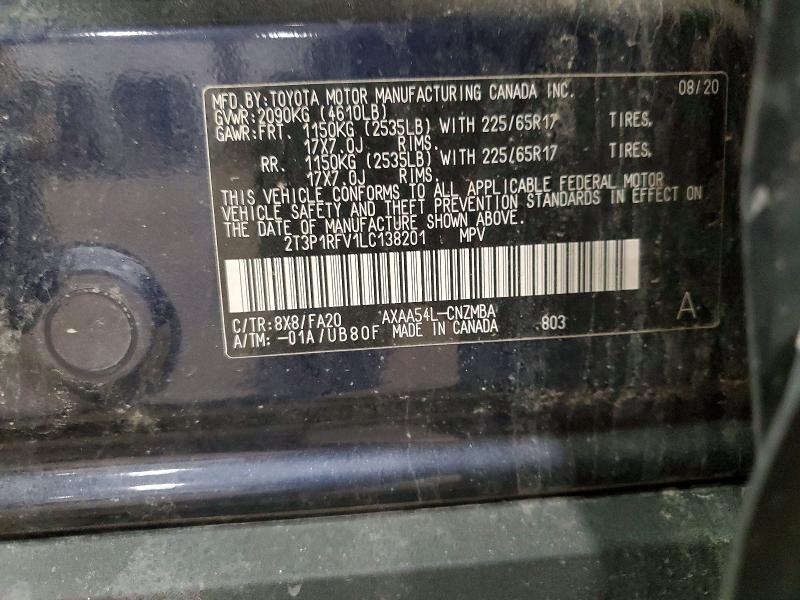 MFD.BY:TOYOTA MOTOR MANUFACTURING CANADA INC. 08/20
GVWR:2090KG (4610LB)
GAWR:FRT. 1150KG (2535LB) WITH 225/65R17 TIRES,
17X7.0J RIMS.
RR. 1150KG (2535LB) WITH 225/65R17 TIRES,
17X7.0J RIMS.
THIS VEHICLE CONFORMS TO ALL APPLICABLE FEDERAL MOTOR
VEHICLE SAFETY AND THEFT PREVENTION STANDARDS IN EFFECT ON
THE DATE OF MANUFACTURE SHOWN ABOVE.
2T3P1RFV1LC138201 MPV
C/TR:8X8/FA20 AXAA54L-CNZMBA
A/TM: -01A/UB80F MADE IN CANADA 803 A